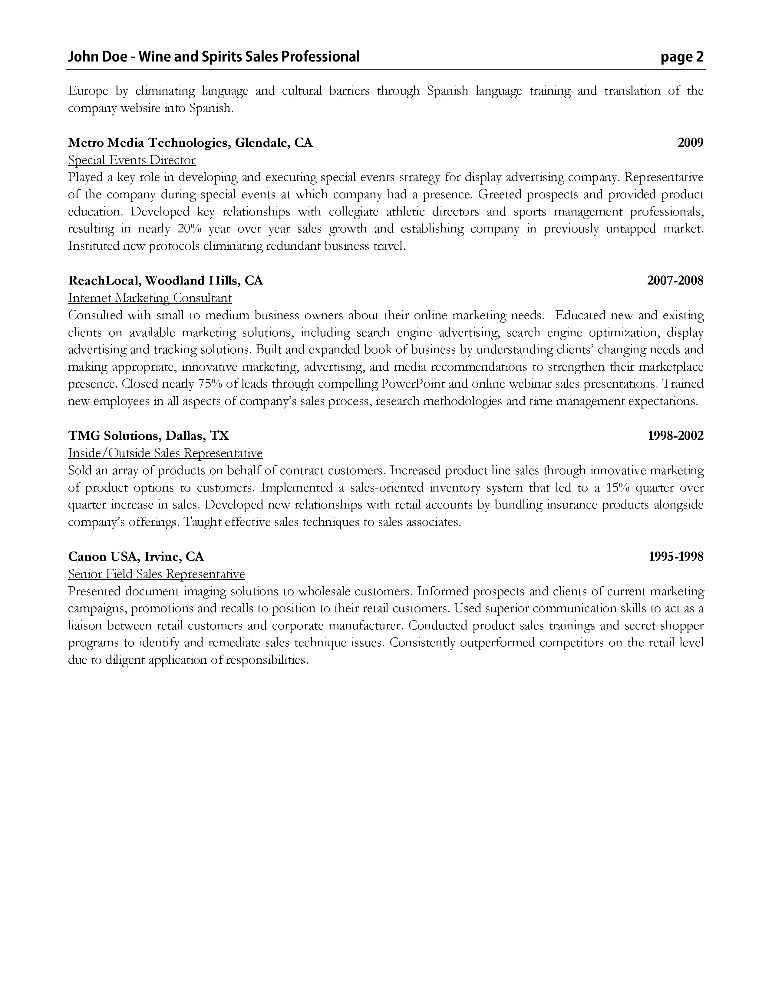 John Doe - Wine and Spirits Sales Professional page 2
Europe by eliminating language and cultural barriers through Spanish language training and translation of the
company website into Spanish.
Metro Media Technologies, Glendale, CA 2009
Special Events Director
Played a key role in developing and executing special events strategy for display advertising company. Representative
of the company during special events at which company had a presence. Greeted prospects and provided product
education. Developed key relationships with collegiate athletic directors and sports management professionals,
resulting in nearly 20% year over year sales growth and establishing company in previously untapped market.
Instituted new protocols eliminating redundant business travel.
ReachLocal, Woodland Hills, CA 2007-2008
Internet Marketing Consultant
Consulted with small to medium business owners about their online marketing needs. Educated new and existing
clients on available marketing solutions, including search engine advertising, search engine optimization, display
advertising and tracking solutions. Built and expanded book of business by understanding clients' changing needs and
making appropriate, innovative marketing, advertising, and media recommendations to strengthen their marketplace
presence. Closed nearly 75% of leads through compelling PowerPoint and online webinar sales presentations. Trained
new employees in all aspects of company's sales process, research methodologies and time management expectations.
TMG Solutions, Dallas, TX 1998-2002
Inside/Outside Sales Representative
Sold an array of products on behalf of contract customers. Increased product line sales through innovative marketing
of product options to customers. Implemented a sales-oriented inventory system that led to a 15% quarter over
quarter increase in sales. Developed new relationships with retail accounts by bundling insurance products alongside
company's offerings. Taught effective sales techniques to sales associates.
Canon USA, Irvine, CA 1995-1998
Senior Field Sales Representative
Presented document imaging solutions to wholesale customers. Informed prospects and clients of current marketing
campaigns, promotions and recalls to position to their retail customers. Used superior communication skills to act as a
liaison between retail customers and corporate manufacturer. Conducted product sales trainings and secret shopper
programs to identify and remediate sales technique issues. Consistently outperformed competitors on the retail level
due to diligent application of responsibilities.